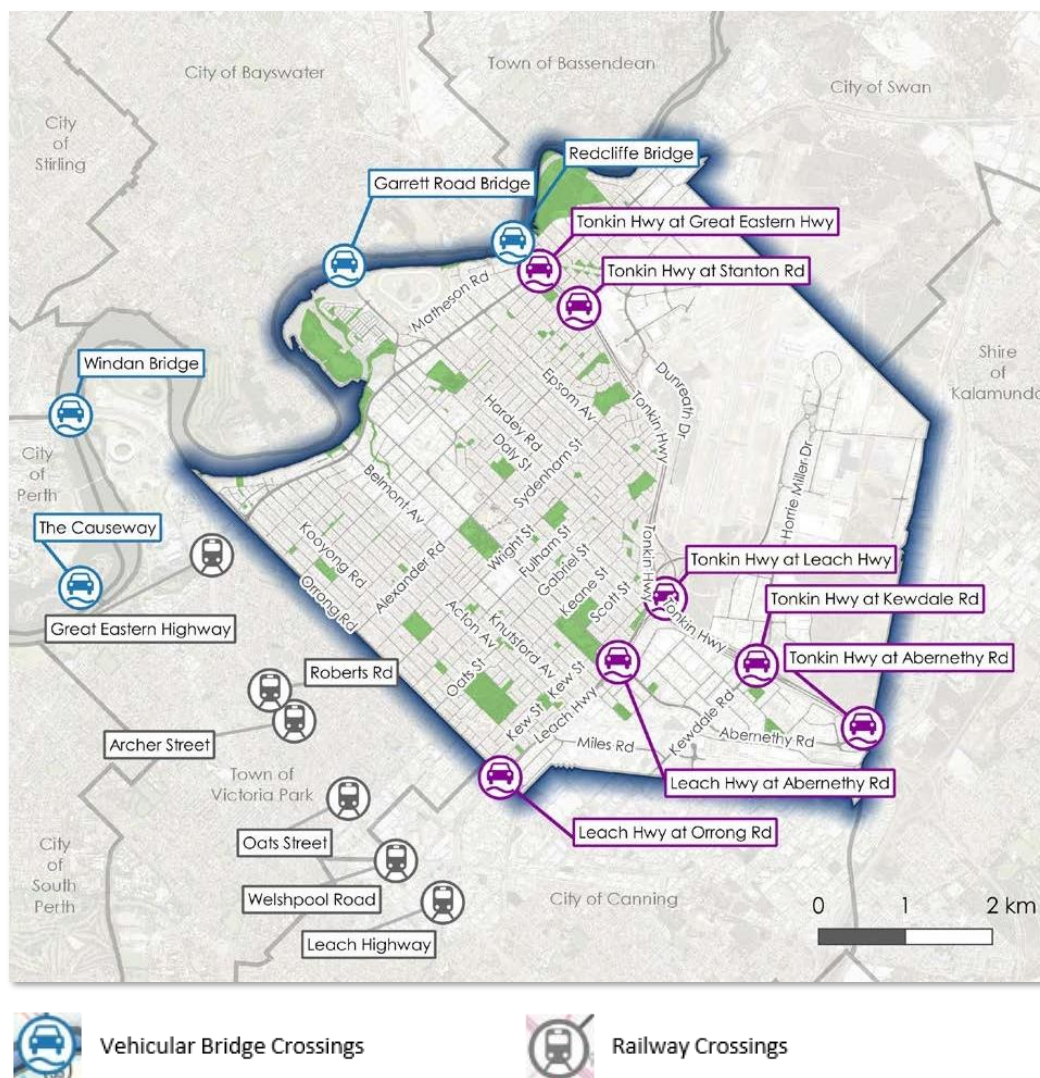 City of Bayswater
Town of Bassendean
City of Swan
City
of
Stirling
Redcliffe Bridge
Garrett Road Bridge
Tonkin Hwy at Great Eastern Hwy
Tonkin Hwy at Stanton Rd
Matheson Rd
Windan Bridge
Shire
of
Kalamunda
Epsom Av
Dunreath Dr
Tonkin Hwy
Hardey Rd
Daly St
Sydenham St
City
of
Perth
Belmont Av
Horrie Miller Dr
The Causeway
Kooyong Rd
Alexander Rd
Wright St
Fulham St
Gabriel St
Tonkin Hwy
Tonkin Hwy at Leach Hwy
Orrong Rd
Keane St
Scott St
Tonkin Hwy at Kewdale Rd
Great Eastern Highway
Acton Av
Knutsford Av
Tonkin Hwy
Tonkin Hwy at Abernethy Rd
Roberts Rd
Oats St
Kew St
Kew St
Leach Hwy
Kewdale Rd
Abernethy Rd
Miles Rd
Archer Street
Town of
Victoria Park
Leach Hwy at Abernethy Rd
Leach Hwy at Orrong Rd
Oats Street
City
of
South
Perth
Welshpool Road
City of Canning
Leach Highway
0 1 2 km
Vehicular Bridge Crossings
Railway Crossings